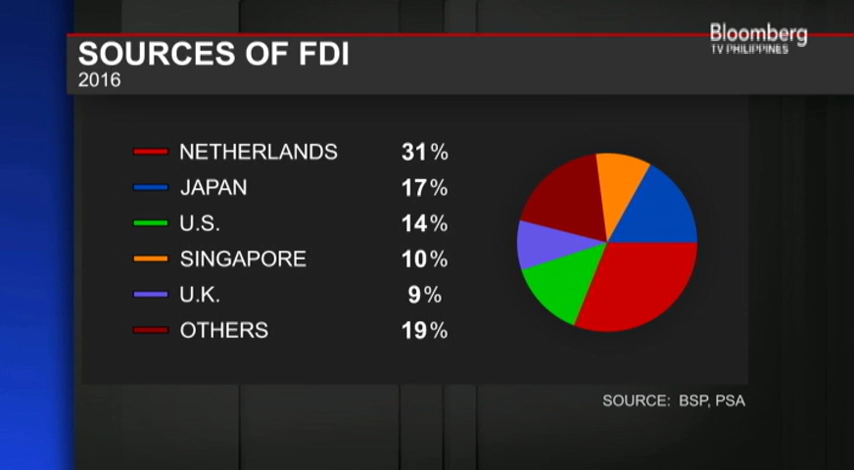 Bloomberg
TV PHILIPPINES
SOURCES OF FDI
2016
NETHERLANDS 31%
JAPAN 17%
U.S. 14%
SINGAPORE 10%
U.K. 9%
OTHERS 19%
SOURCE: BSP, PSA